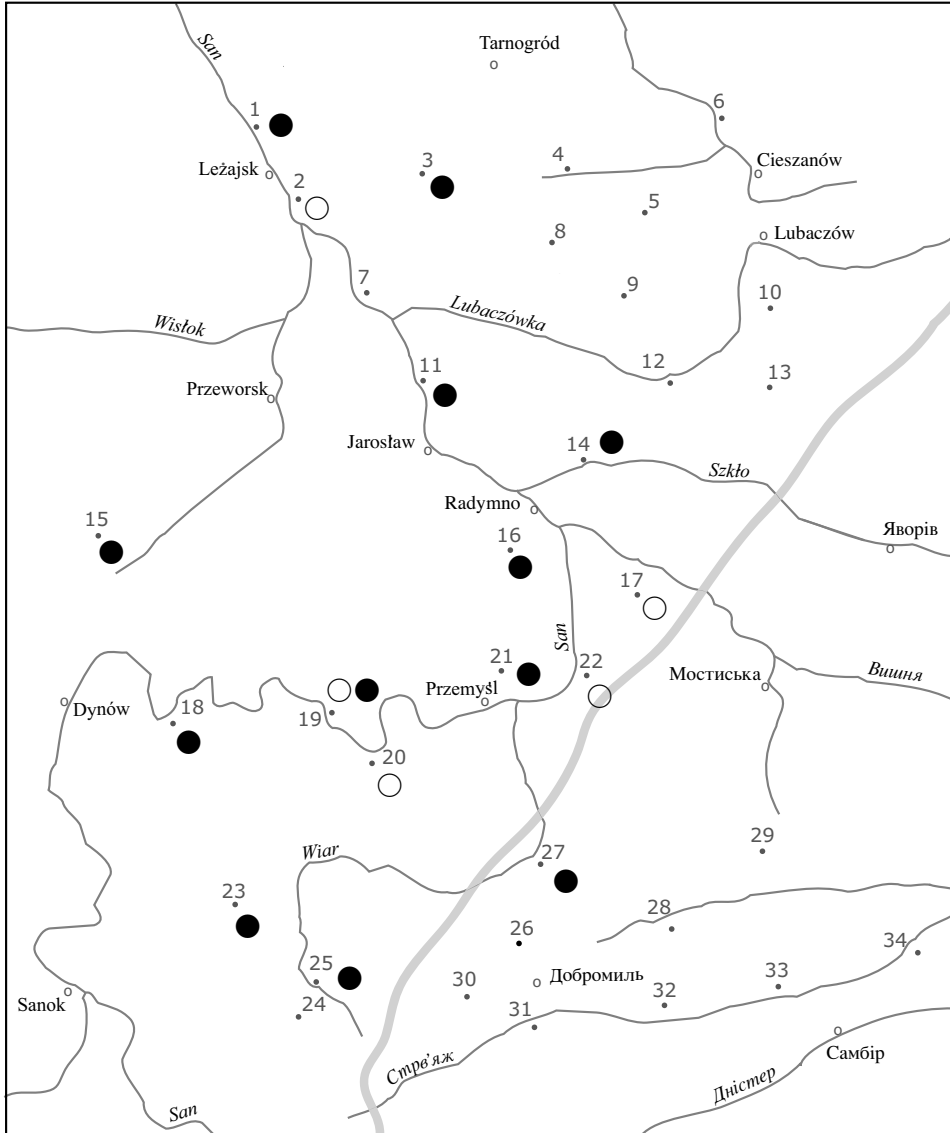 San
Tarnogród
1
6
3
4
Leżajsk
Cieszanów
2
5
8
Lubaczów
7
9
10
Lubaczówka
Wisłok
11
12
13
Przeworsk
Jarosław
14
Szkło
Radymno
15
16
Яворів
17
San
21
22
Przemyśl
Мостиська
Вишня
Dynów
18
19
20
Wiar
27
29
23
28
26
34
25
30
Добромиль
33
Sanok
24
31
32
Самбір
Стрв'яж
Дністер
San